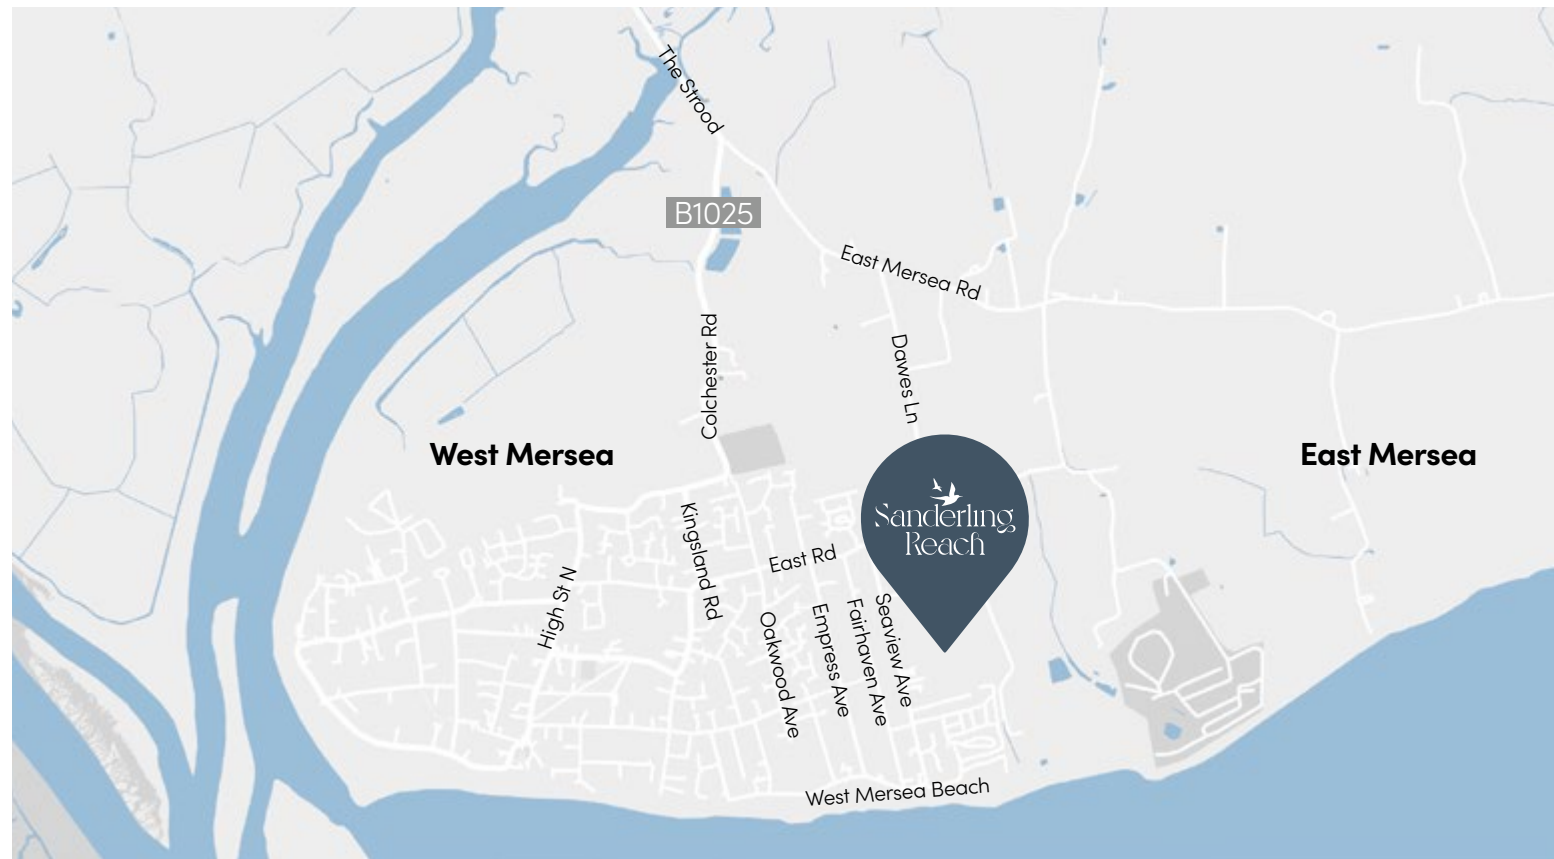 The Strood
B1025
East Mersea Rd
Colchester Rd
Dawes Ln
West Mersea
East Mersea
Sanderling
Reach
Kingsland Rd
East Rd
High St N
Oakwood Ave
Empress Ave
Fairhaven Ave
Seaview Ave
West Mersea Beach